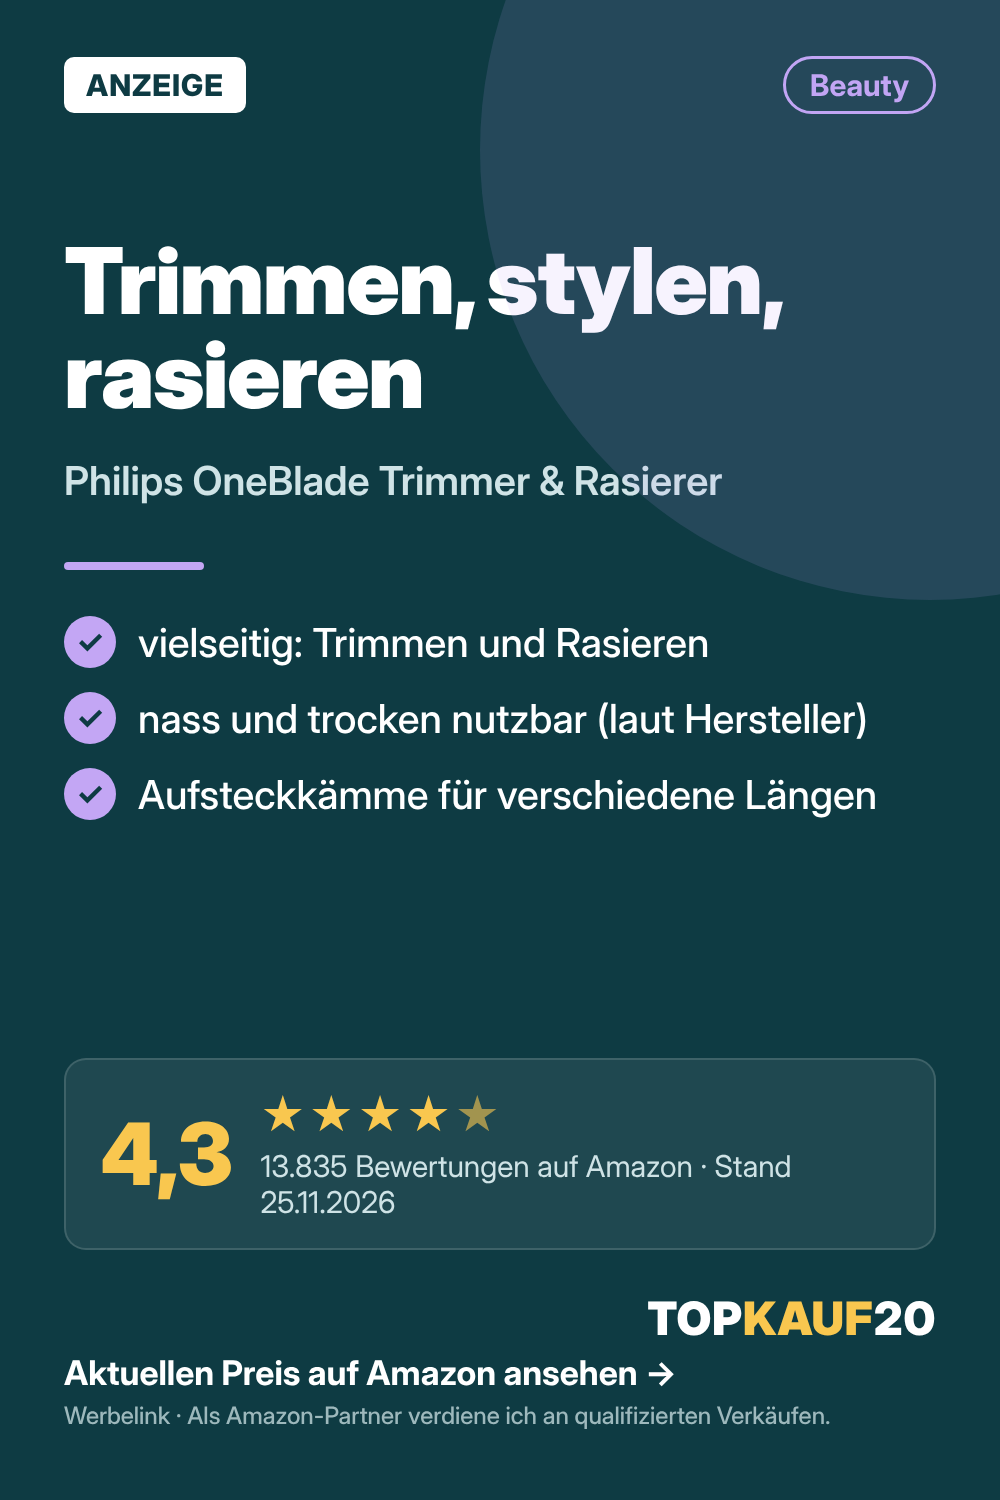 ANZEIGE
Beauty
Trimmen, stylen,
rasieren
Philips OneBlade Trimmer & Rasierer
vielseitig: Trimmen und Rasieren
nass und trocken nutzbar (laut Hersteller)
Aufsteckkämme für verschiedene Längen
4,3
13.835 Bewertungen auf Amazon · Stand
25.11.2026
TOPKAUF20
Aktuellen Preis auf Amazon ansehen →
Werbelink · Als Amazon-Partner verdiene ich an qualifizierten Verkäufen.